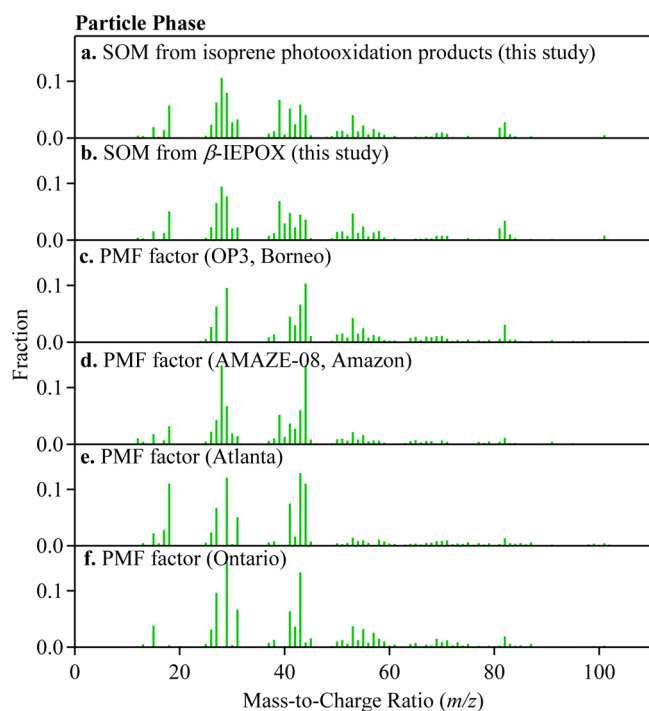 Particle Phase
a. SOM from isoprene photooxidation products (this study)
0.1
0.0
b. SOM from β-IEPOX (this study)
0.1
0.0
c. PMF factor (OP3, Borneo)
0.1
0.0
d. PMF factor (AMAZE-08, Amazon)
0.1
0.0
e. PMF factor (Atlanta)
0.1
0.0
f. PMF factor (Ontario)
0.1
0.0
Fraction
0 20 40 60 80 100
Mass-to-Charge Ratio (m/z)